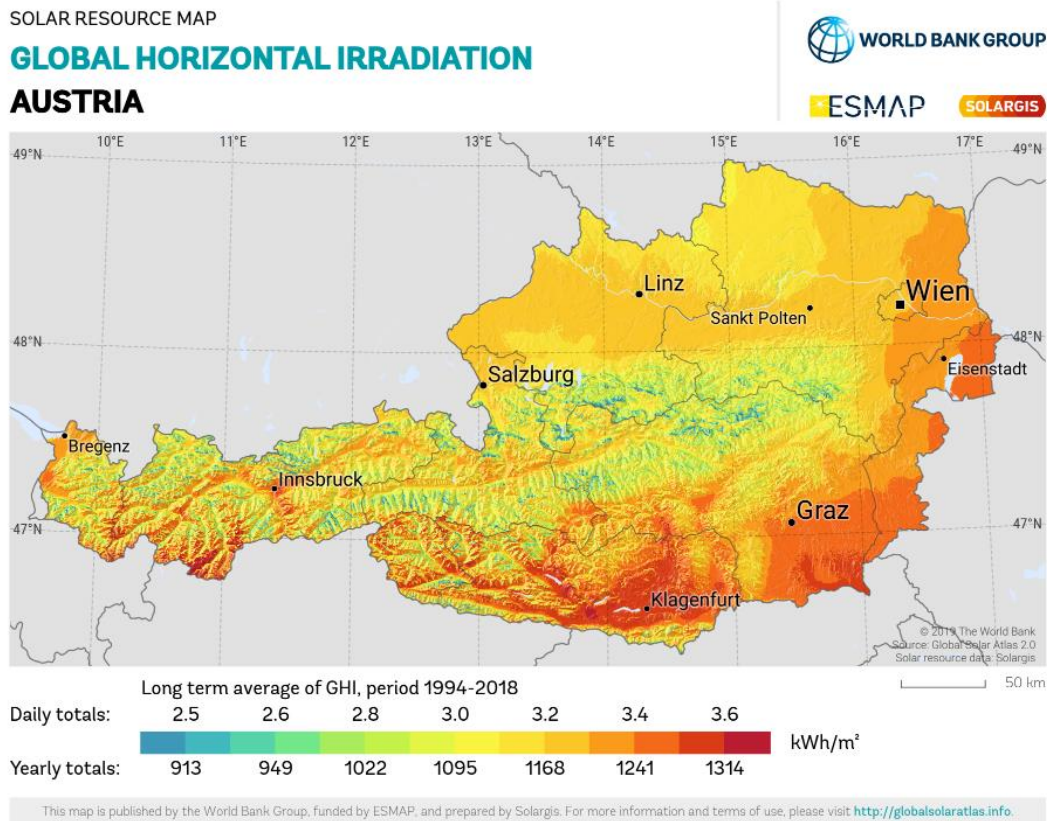 SOLAR RESOURCE MAP
GLOBAL HORIZONTAL IRRADIATION
AUSTRIA
WORLD BANK GROUP
ESMAP
SOLARGIS
10°E 11°E 12°E 13°E 14°E 15°E 16°E 17°E
49°N 49°N
Linz
Wien
Sankt Polten
48°N 48°N
Salzburg
Eisenstadt
Bregenz
Innsbruck
Graz
47°N 47°N
Klagenfurt
© 2019 The World Bank
Source: Global Solar Atlas 2.0
Solar resource data: Solargis
50 km
Long term average of GHI, period 1994-2018
Daily totals: 2.5 2.6 2.8 3.0 3.2 3.4 3.6
kWh/m²
Yearly totals: 913 949 1022 1095 1168 1241 1314
This map is published by the World Bank Group, funded by ESMAP, and prepared by Solargis. For more information and terms of use, please visit http://globalsolaratlas.info.